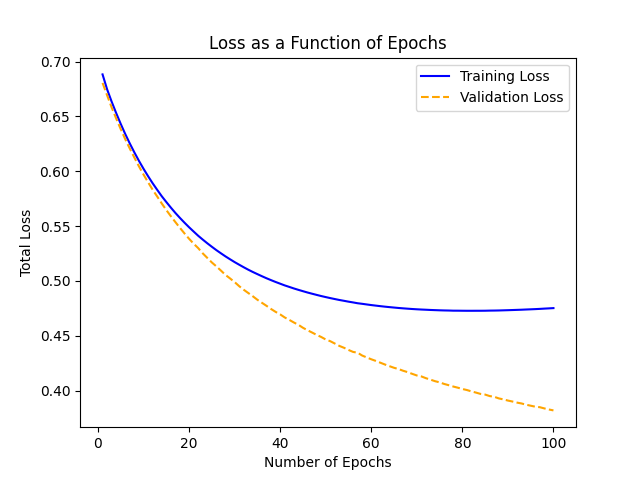 Loss as a Function of Epochs
Training Loss
Validation Loss
Total Loss
0.70
0.65
0.60
0.55
0.50
0.45
0.40
0
20
40
60
80
100
Number of Epochs